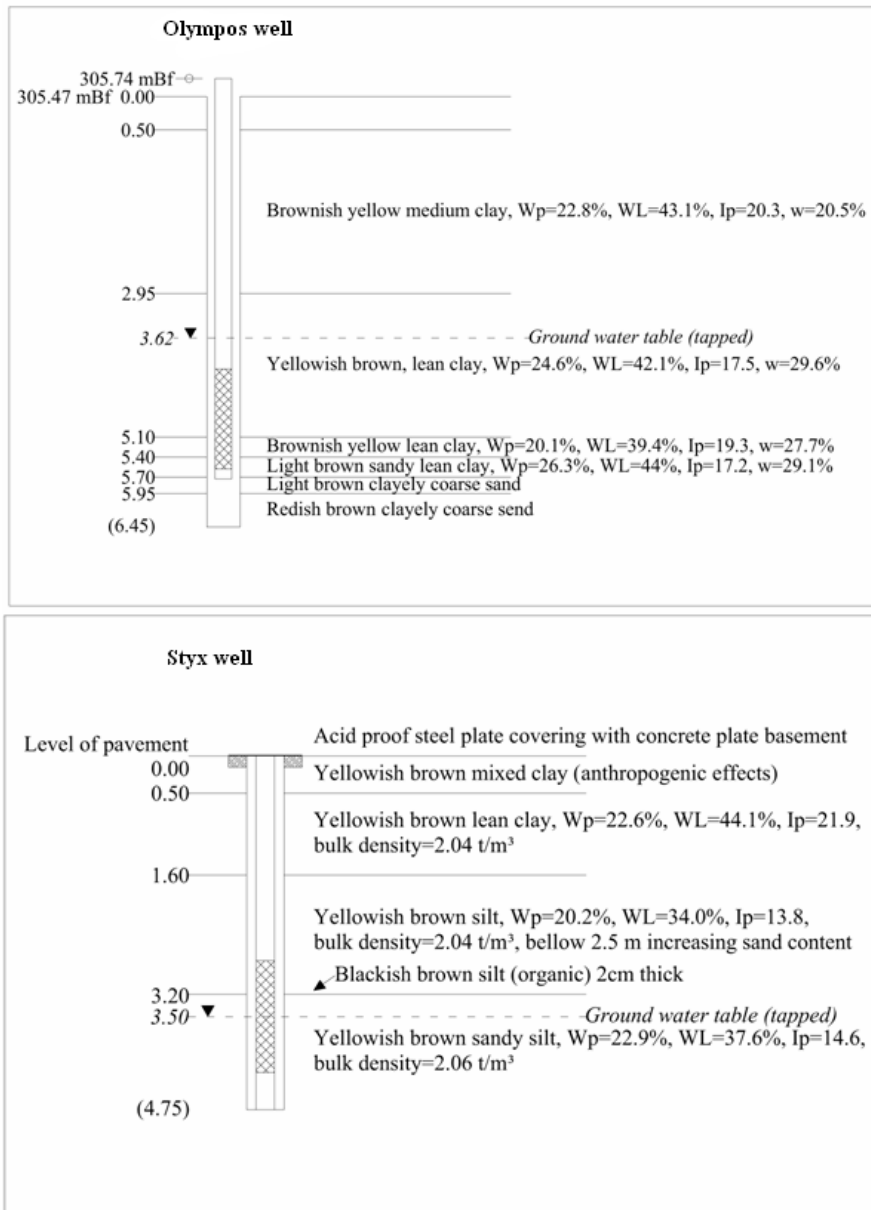 Olympos well
305.74 mBf
305.47 mBf 0.00
0.50
Brownish yellow medium clay, Wp=22.8%, WL=43.1%, Ip=20.3, w=20.5%
2.95
3.62
Ground water table (tapped)
Yellowish brown, lean clay, Wp=24.6%, WL=42.1%, Ip=17.5, w=29.6%
5.10
Brownish yellow lean clay, Wp=20.1%, WL=39.4%, Ip=19.3, w=27.7%
5.40
Light brown sandy lean clay, Wp=26.3%, WL=44%, Ip=17.2, w=29.1%
5.70
Light brown clayely coarse sand
5.95
Redish brown clayely coarse send
(6.45)
Styx well
Level of pavement
Acid proof steel plate covering with concrete plate basement
0.00
Yellowish brown mixed clay (anthropogenic effects)
0.50
Yellowish brown lean clay, Wp=22.6%, WL=44.1%, Ip=21.9,
bulk density=2.04 t/m³
1.60
Yellowish brown silt, Wp=20.2%, WL=34.0%, Ip=13.8,
bulk density=2.04 t/m³, bellow 2.5 m increasing sand content
Blackish brown silt (organic) 2cm thick
3.20
3.50
Ground water table (tapped)
Yellowish brown sandy silt, Wp=22.9%, WL=37.6%, Ip=14.6,
bulk density=2.06 t/m³
(4.75)